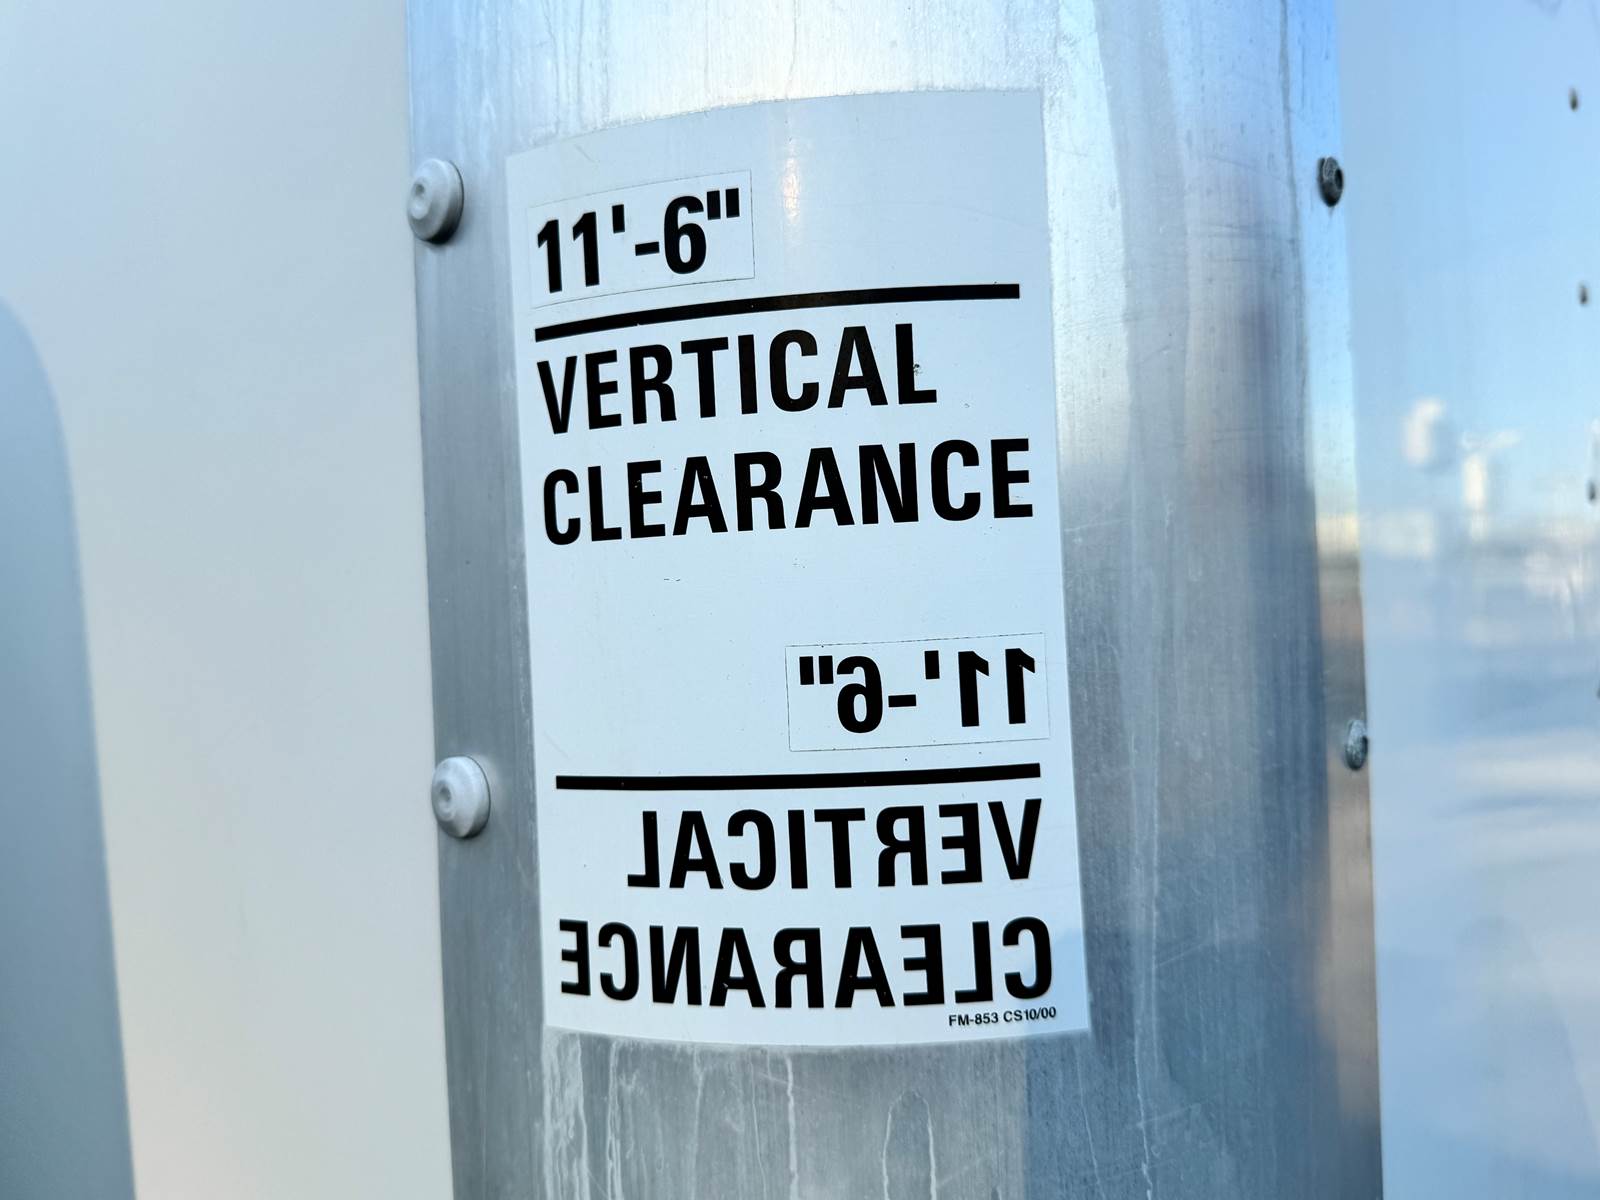 11'-6"
VERTICAL
CLEARANCE
11'-6"
VERTICAL
CLEARANCE
FM-853 CS10/00